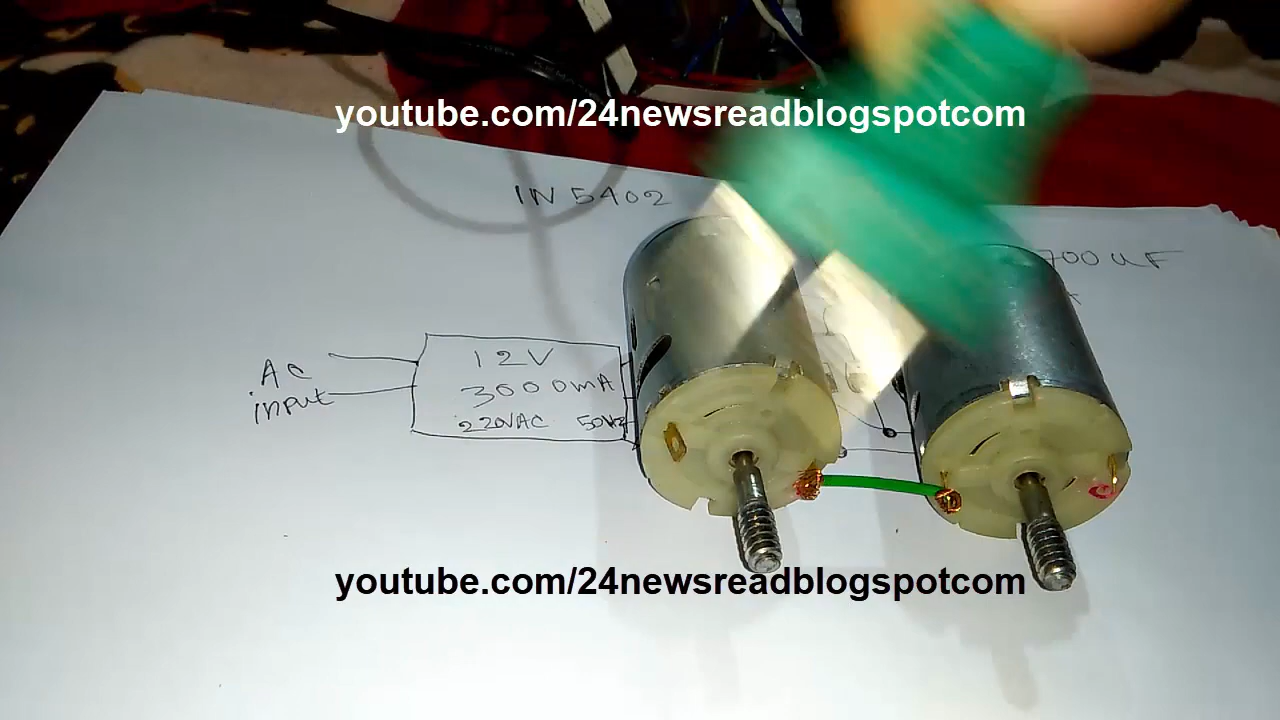 youtube.com/24newsreadblogspotcom
IN 5402
700 uF
AC
input
12V
3000mA
220VAC 50Hz
youtube.com/24newsreadblogspotcom